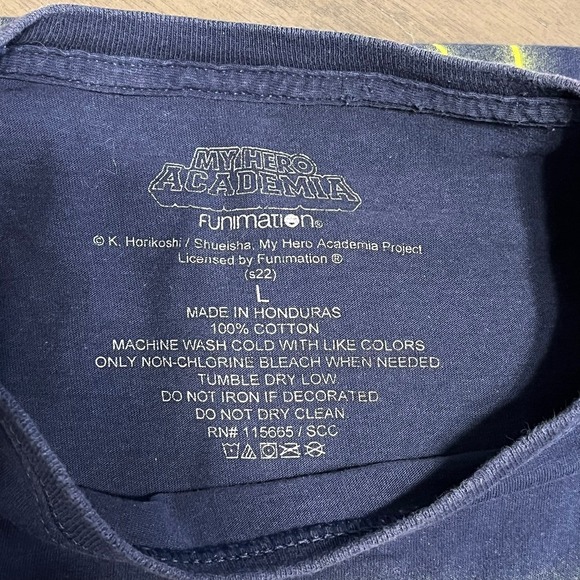 MY HERO
ACADEMIA
FUNIMATION®
© K. Horikoshi / Shueisha, My Hero Academia Project.
Licensed by Funimation ®
(s22)
L
MADE IN HONDURAS
100% COTTON
MACHINE WASH COLD WITH LIKE COLORS
ONLY NON-CHLORINE BLEACH WHEN NEEDED.
TUMBLE DRY LOW.
DO NOT IRON IF DECORATED.
DO NOT DRY CLEAN.
RN# 115665 / SCC